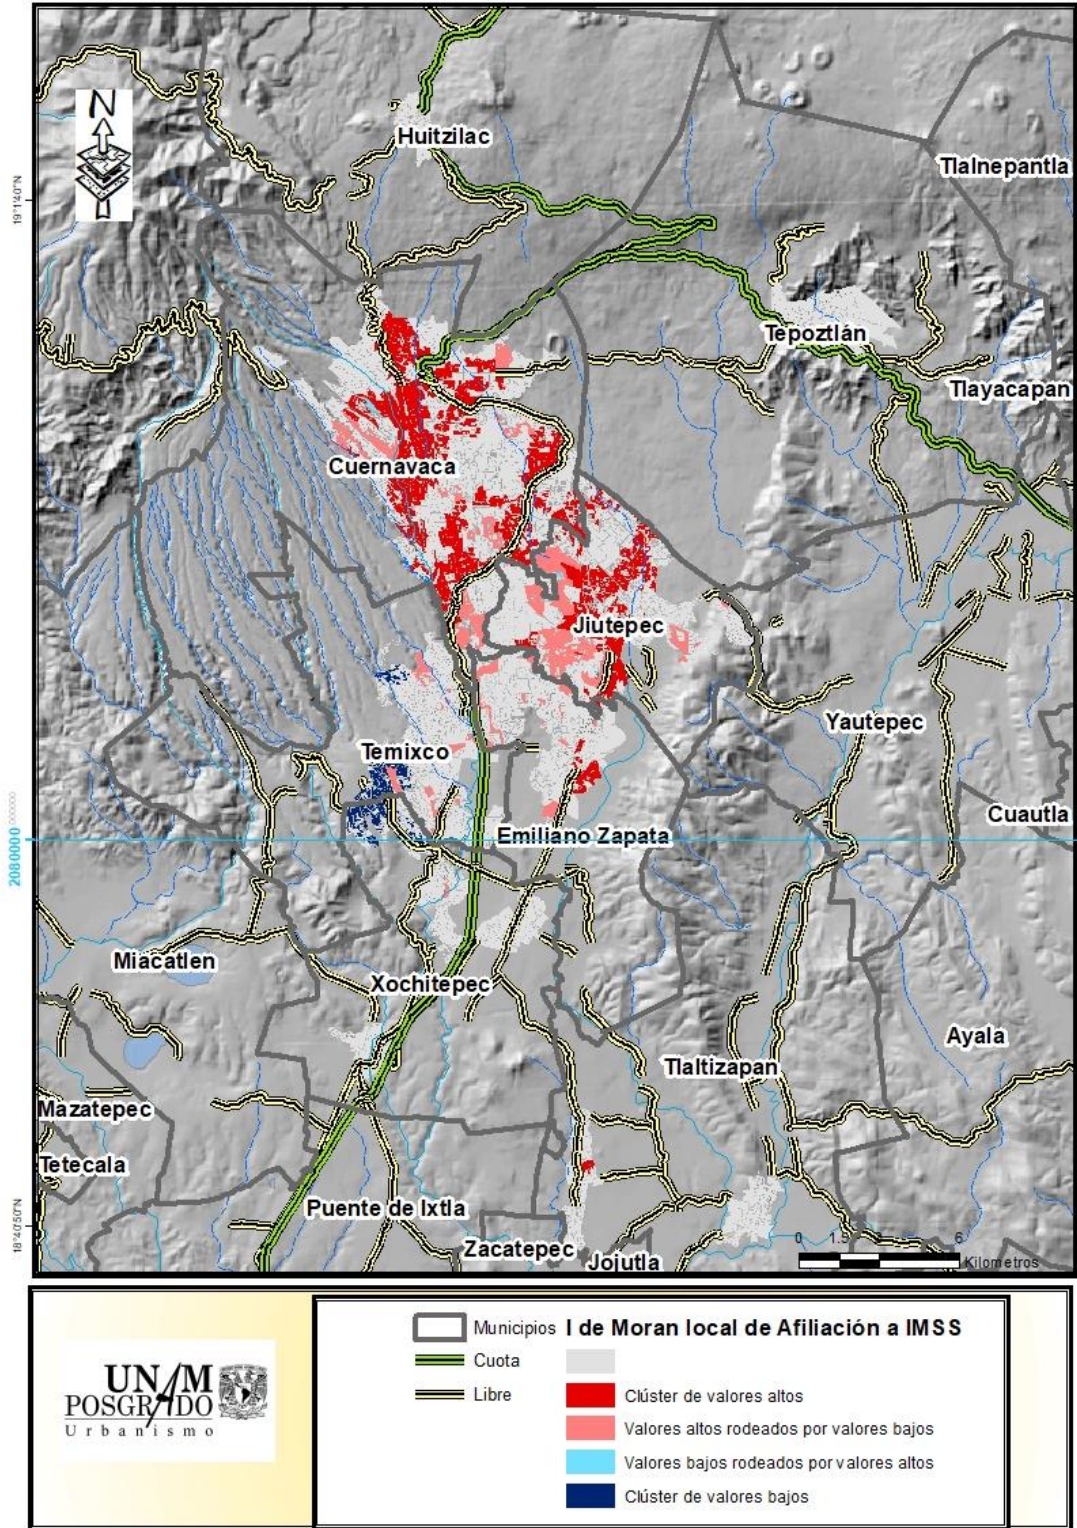 N
Huitzilac
Tlalnepantla
19°1'40"N
Tepoztlán
Tlayacapan
Cuernavaca
Jiutepec
Yautepec
Temixco
Cuautla
Emiliano Zapata
2080000
Miacatlen
Xochitepec
Ayala
Tlaltizapan
Mazatepec
Tetecala
Puente de Ixtla
18°40'50"N
Zacatepec
Jojutla
0 1.5 3 6
Kilometros
UNAM
POSGRADO
Urbanismo
Municipios
Cuota
Libre
I de Moran local de Afiliación a IMSS
Clúster de valores altos
Valores altos rodeados por valores bajos
Valores bajos rodeados por valores altos
Clúster de valores bajos